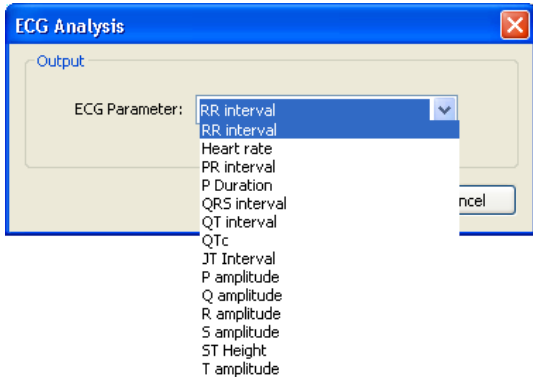 ECG Analysis
Output
ECG Parameter: RR interval
RR interval
Heart rate
PR interval
P Duration
QRS interval
ncel
QT interval
QTc
JT Interval
P amplitude
Q amplitude
R amplitude
S amplitude
ST Height
T amplitude